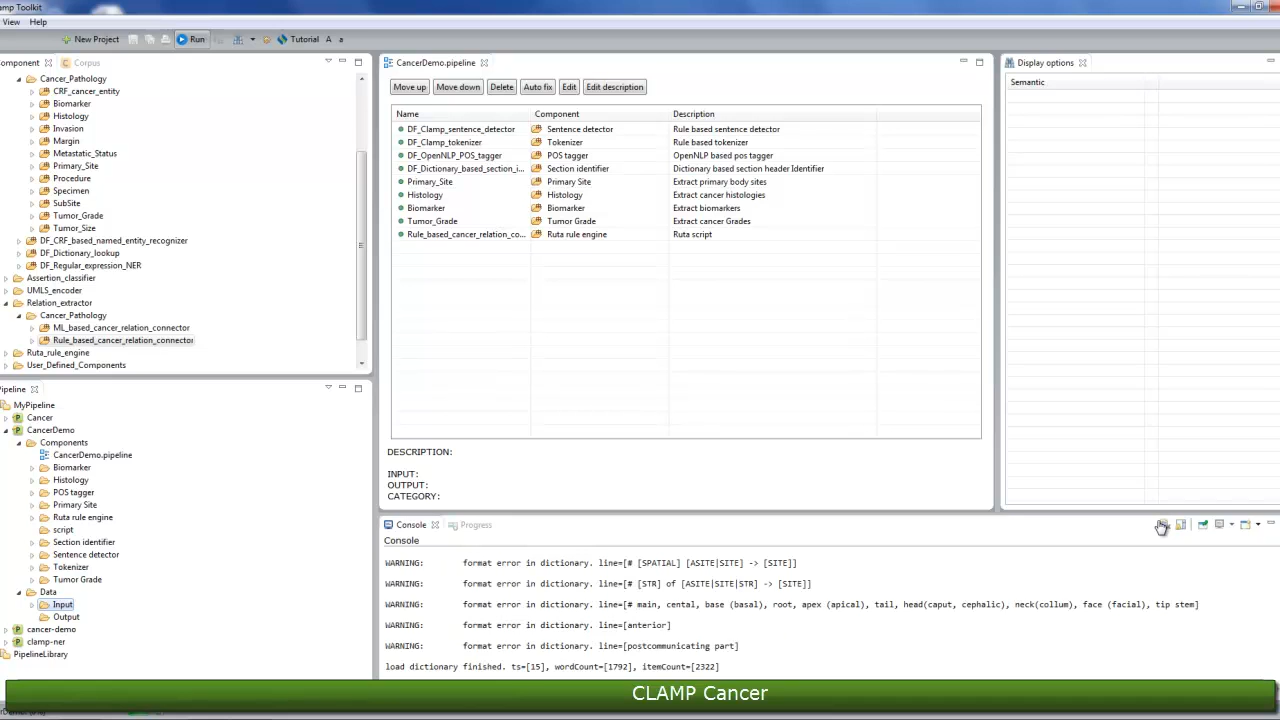 amp Toolkit
View Help
New Project Run Tutorial A a
omponent Corpus
Cancer_Pathology
CRF_cancer_entity
Biomarker
Histology
Invasion
Margin
Metastatic_Status
Primary_Site
Procedure
Specimen
SubSite
Tumor_Grade
Tumor_Size
DF_CRF_based_named_entity_recognizer
DF_Dictionary_lookup
DF_Regular_expression_NER
Assertion_classifier
UMLS_encoder
Relation_extractor
Cancer_Pathology
ML_based_cancer_relation_connector
Rule_based_cancer_relation_connector
Ruta_rule_engine
User_Defined_Components
ipeline
MyPipeline
Cancer
CancerDemo
Components
CancerDemo.pipeline
Biomarker
Histology
POS tagger
Primary Site
Ruta rule engine
script
Section identifier
Sentence detector
Tokenizer
Tumor Grade
Data
Input
Output
cancer-demo
clamp-ner
PipelineLibrary
CancerDemo.pipeline
Move up Move down Delete Auto fix Edit Edit description
Name Component Description
DF_Clamp_sentence_detector Sentence detector Rule based sentence detector
DF_Clamp_tokenizer Tokenizer Rule based tokenizer
DF_OpenNLP_POS_tagger POS tagger OpenNLP based pos tagger
DF_Dictionary_based_section_i... Section identifier Dictionary based section header Identifier
Primary_Site Primary Site Extract primary body sites
Histology Histology Extract cancer histologies
Biomarker Biomarker Extract biomarkers
Tumor_Grade Tumor Grade Extract cancer Grades
Rule_based_cancer_relation_co... Ruta rule engine Ruta script
DESCRIPTION:
INPUT:
OUTPUT:
CATEGORY:
Display options
Semantic
Console Progress
Console
WARNING: format error in dictionary. line=[# [SPATIAL] [ASITE|SITE] -> [SITE]]
WARNING: format error in dictionary. line=[# [STR] of [ASITE|SITE|STR] -> [SITE]]
WARNING: format error in dictionary. line=[# main, cental, base (basal), root, apex (apical), tail, head(caput, cephalic), neck(collum), face (facial), tip stem]
WARNING: format error in dictionary. line=[anterior]
WARNING: format error in dictionary. line=[postcommunicating part]
load dictionary finished. ts=[15], wordCount=[1792], itemCount=[2322]
CLAMP Cancer